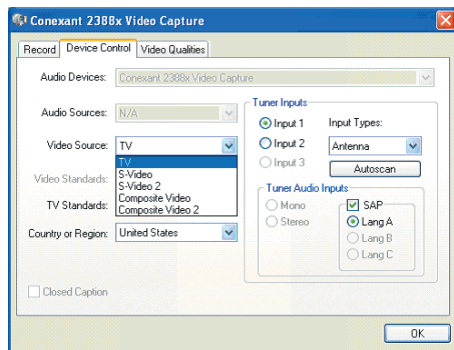 Conexant 2388x Video Capture
Record Device Control Video Qualities
Audio Devices: Conexant 2388x Video Capture
Audio Sources: N/A
Video Source: TV
TV
S-Video
S-Video 2
Composite Video
Composite Video 2
Video Standards:
TV Standards:
Country or Region: United States
Closed Caption
Tuner Inputs
Input 1
Input 2
Input 3
Input Types:
Antenna
Autoscan
Tuner Audio Inputs
Mono
Stereo
SAP
Lang A
Lang B
Lang C
OK